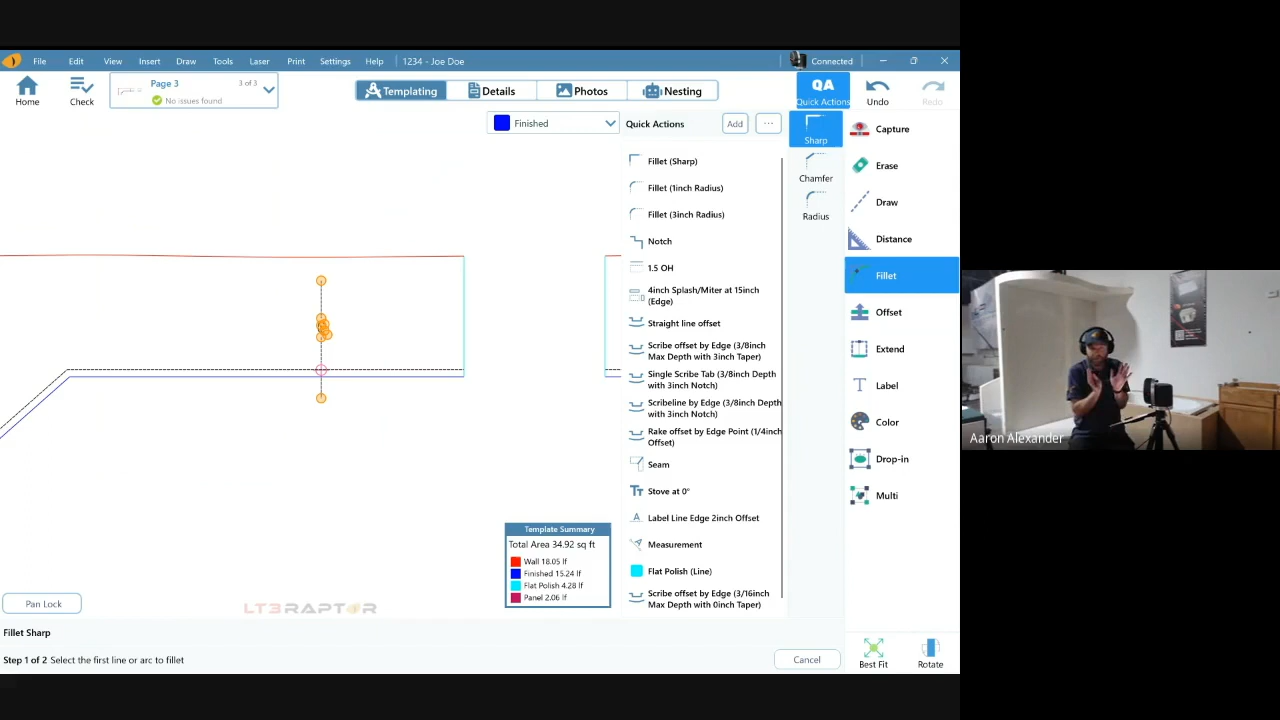 File Edit View Insert Draw Tools Laser Print Settings Help 1234 - Joe Doe Connected
Home
Check
Page 3
3 of 3
No issues found
Templating
Details
Photos
Nesting
QA
Quick Actions
Undo
Redo
Finished
Quick Actions
Add
...
Sharp
Chamfer
Radius
Fillet (Sharp)
Fillet (1inch Radius)
Fillet (3inch Radius)
Notch
1.5 OH
4inch Splash/Miter at 15inch
(Edge)
Straight line offset
Scribe offset by Edge (3/8inch
Max Depth with 3inch Taper)
Single Scribe Tab (3/8inch Depth
with 3inch Notch)
Scribeline by Edge (3/8inch Depth
with 3inch Notch)
Rake offset by Edge Point (1/4inch
Offset)
Seam
Stove at 0°
Label Line Edge 2inch Offset
Measurement
Flat Polish (Line)
Scribe offset by Edge (3/16inch
Max Depth with 0inch Taper)
Capture
Erase
Draw
Distance
Fillet
Offset
Extend
Label
Color
Drop-in
Multi
Aaron Alexander
Template Summary
Total Area 34.92 sq ft
Wall 18.05 lf
Finished 15.24 lf
Flat Polish 4.28 lf
Panel 2.06 lf
Pan Lock
LT3RAPTOR
Fillet Sharp
Step 1 of 2 Select the first line or arc to fillet
Cancel
Best Fit
Rotate